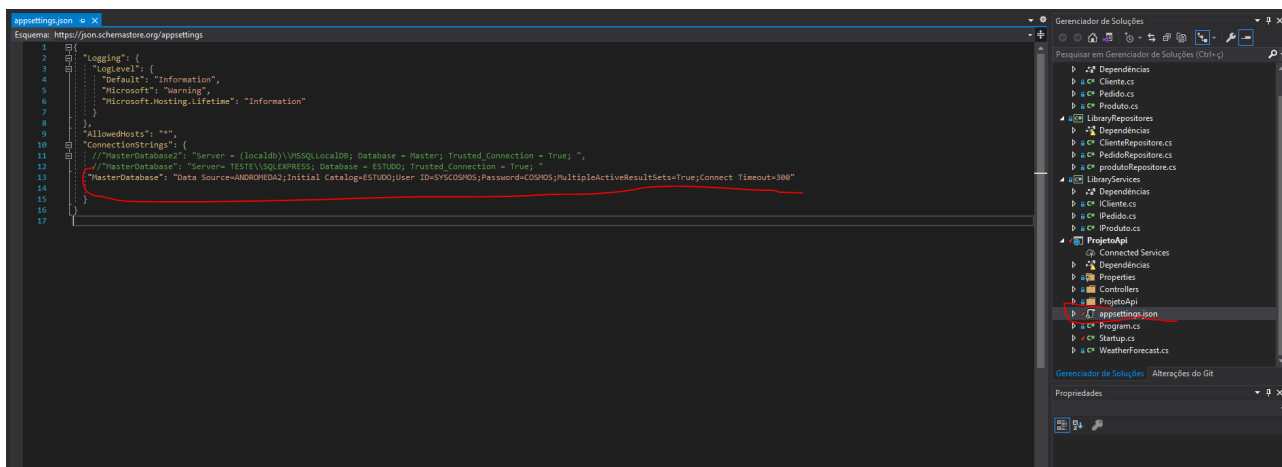 appsettings.json
Esquema: https://json.schemastore.org/appsettings
1 {
2 "Logging": {
3 "LogLevel": {
4 "Default": "Information",
5 "Microsoft": "Warning",
6 "Microsoft.Hosting.Lifetime": "Information"
7 }
8 },
9 "AllowedHosts": "*",
10 "ConnectionStrings": {
11 //"MasterDatabase2": "Server = (localdb)\\MSSQLLocalDB; Database = Master; Trusted_Connection = True; ",
12 //"MasterDatabase": "Server= TESTE\\SQLEXPRESS; Database = ESTUDO; Trusted_Connection = True; "
13 "MasterDatabase": "Data Source=ANDROMEDA2;Initial Catalog=ESTUDO;User ID=SYSCOSMOS;Password=COSMOS;MultipleActiveResultSets=True;Connect Timeout=300"
14
15 }
16 }
17
Gerenciador de Soluções
Pesquisar em Gerenciador de Soluções (Ctrl+ç)
Dependências
C# Cliente.cs
C# Pedido.cs
C# Produto.cs
C# LibraryRepositores
Dependências
C# ClienteRepositore.cs
C# PedidoRepositore.cs
C# produtoRepositore.cs
C# LibraryServices
Dependências
C# ICliente.cs
C# IPedido.cs
C# IProduto.cs
ProjetoApi
Connected Services
Dependências
Properties
Controllers
ProjetoApi
appsettings.json
C# Program.cs
C# Startup.cs
C# WeatherForecast.cs
Gerenciador de Soluções Alterações do Git
Propriedades